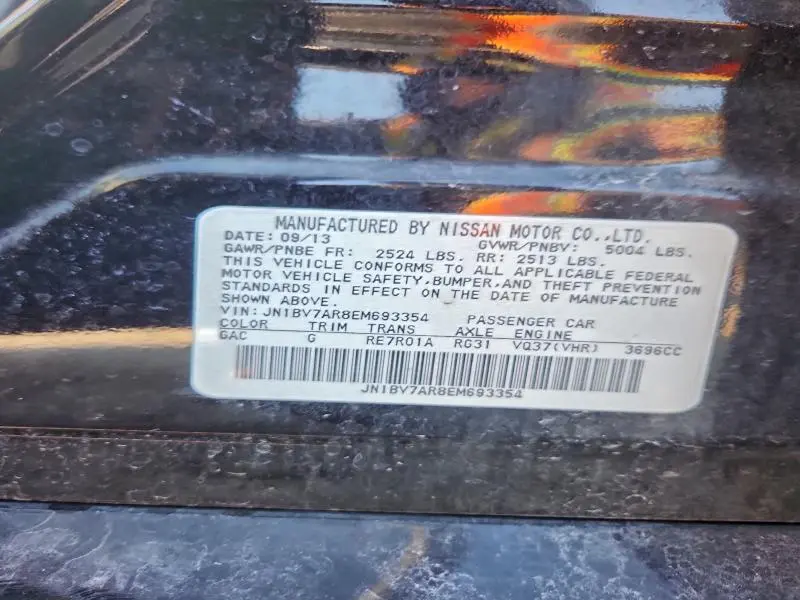 MANUFACTURED BY NISSAN MOTOR CO.,LTD.
DATE: 09/13 GVWR/PNBV: 5004 LBS.
GAWR/PNBE FR: 2524 LBS. RR: 2513 LBS.
THIS VEHICLE CONFORMS TO ALL APPLICABLE FEDERAL
MOTOR VEHICLE SAFETY,BUMPER,AND THEFT PREVENTION
STANDARDS IN EFFECT ON THE DATE OF MANUFACTURE
SHOWN ABOVE.
VIN: JN1BV7AR8EM693354 PASSENGER CAR
COLOR TRIM TRANS AXLE ENGINE
GAC G RE7R01A RG31 VQ37(VHR) 3696CC
JN1BV7AR8EM693354